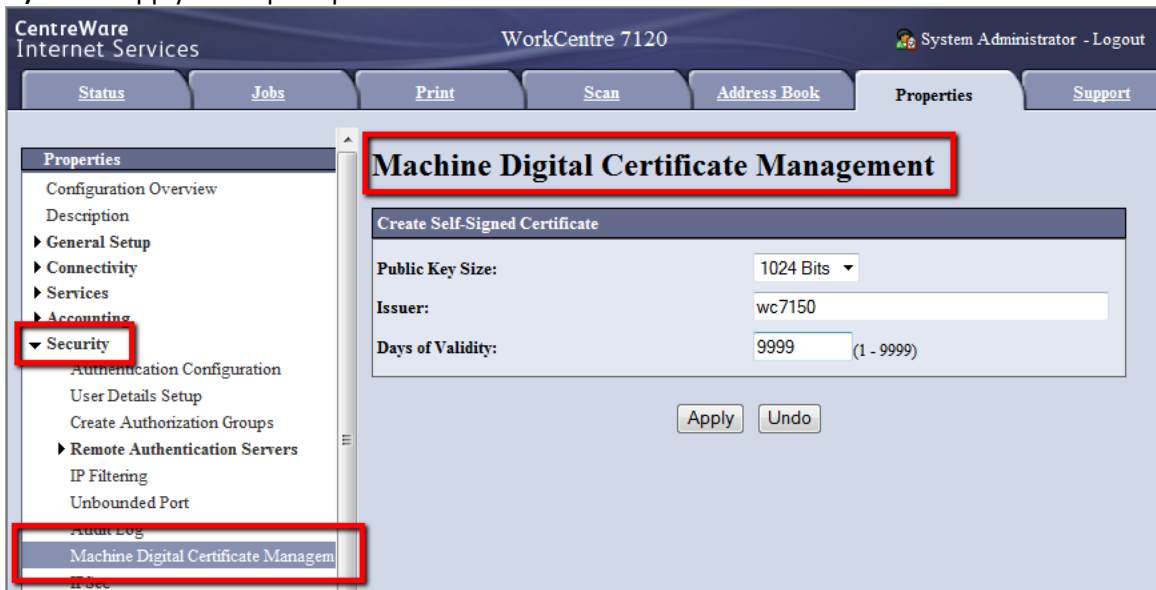 CentreWare
Internet Services
WorkCentre 7120
System Administrator - Logout
Status
Jobs
Print
Scan
Address Book
Properties
Support
Properties
Configuration Overview
Description
General Setup
Connectivity
Services
Accounting
Security
Authentication Configuration
User Details Setup
Create Authorization Groups
Remote Authentication Servers
IP Filtering
Unbounded Port
Audit Log
Machine Digital Certificate Managem
IPSec
Machine Digital Certificate Management
Create Self-Signed Certificate
Public Key Size: 1024 Bits
Issuer: wc7150
Days of Validity: 9999 (1 - 9999)
Apply Undo